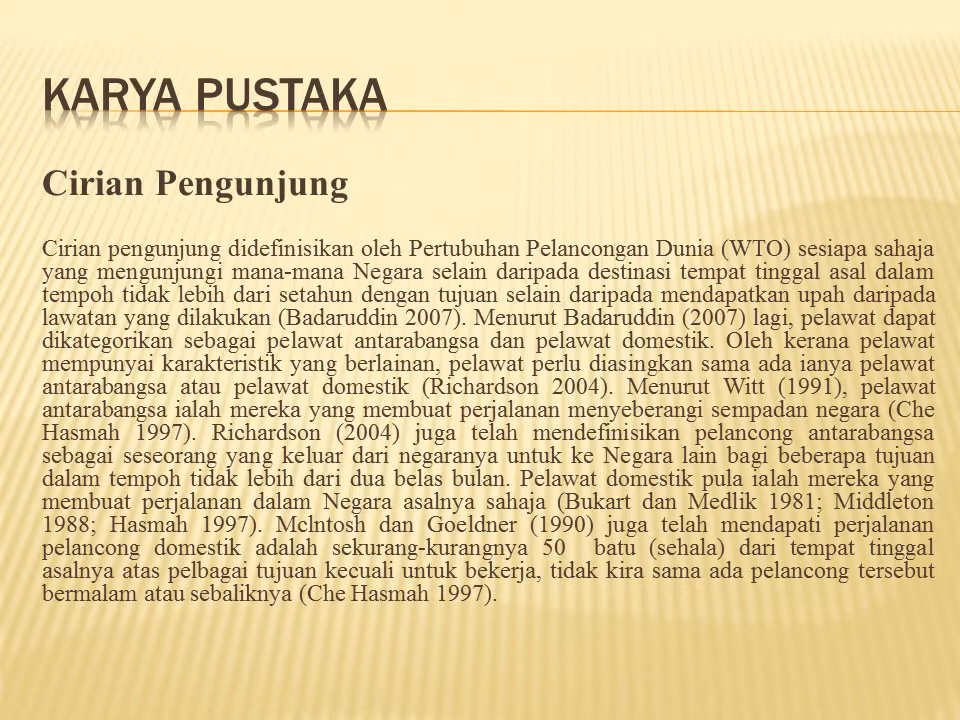 KARYA PUSTAKA
Cirian Pengunjung
Cirian pengunjung didefinisikan oleh Pertubuhan Pelancongan Dunia (WTO) sesiapa sahaja
yang mengunjungi mana-mana Negara selain daripada destinasi tempat tinggal asal dalam
tempoh tidak lebih dari setahun dengan tujuan selain daripada mendapatkan upah daripada
lawatan yang dilakukan (Badaruddin 2007). Menurut Badaruddin (2007) lagi, pelawat dapat
dikategorikan sebagai pelawat antarabangsa dan pelawat domestik. Oleh kerana pelawat
mempunyai karakteristik yang berlainan, pelawat perlu diasingkan sama ada ianya pelawat
antarabangsa atau pelawat domestik (Richardson 2004). Menurut Witt (1991), pelawat
antarabangsa ialah mereka yang membuat perjalanan menyeberangi sempadan negara (Che
Hasmah 1997). Richardson (2004) juga telah mendefinisikan pelancong antarabangsa
sebagai seseorang yang keluar dari negaranya untuk ke Negara lain bagi beberapa tujuan
dalam tempoh tidak lebih dari dua belas bulan. Pelawat domestik pula ialah mereka yang
membuat perjalanan dalam Negara asalnya sahaja (Bukart dan Medlik 1981; Middleton
1988; Hasmah 1997). Mclntosh dan Goeldner (1990) juga telah mendapati perjalanan
pelancong domestik adalah sekurang-kurangnya 50 batu (sehala) dari tempat tinggal
asalnya atas pelbagai tujuan kecuali untuk bekerja, tidak kira sama ada pelancong tersebut
bermalam atau sebaliknya (Che Hasmah 1997).